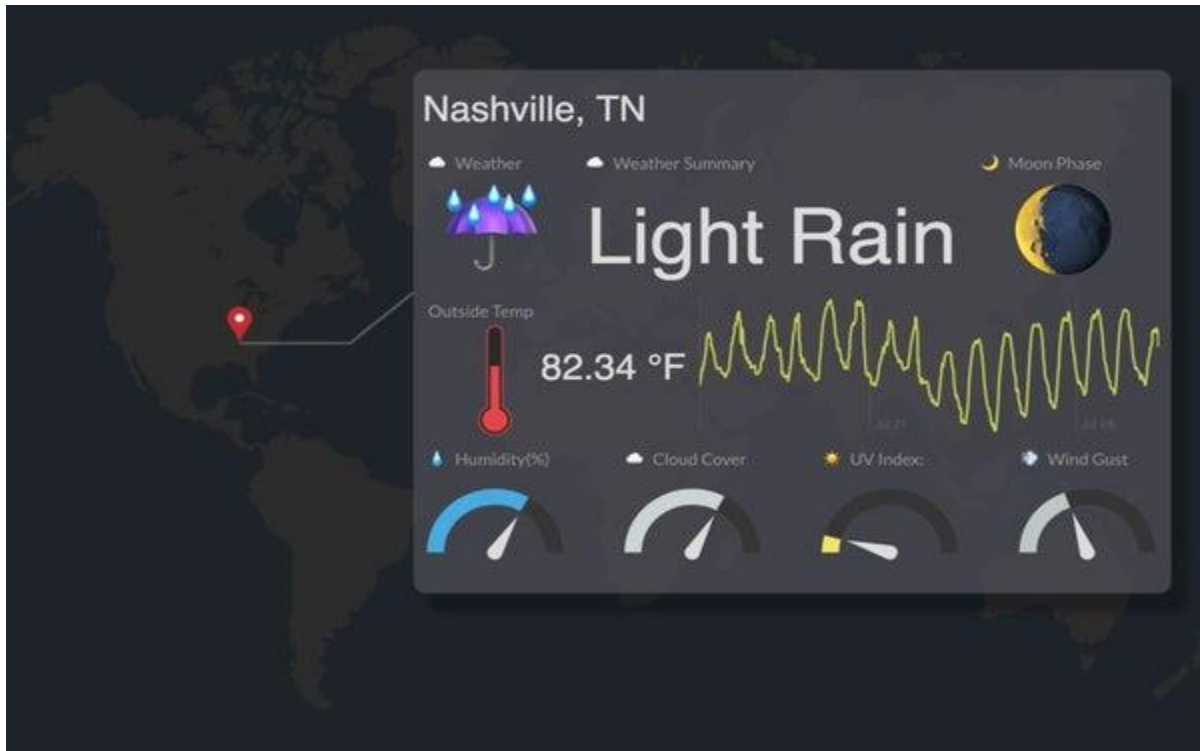 Nashville, TN
Weather
Weather Summary
Moon Phase
Light Rain
Outside Temp
82.34 °F
Humidity(%)
Cloud Cover
UV Index:
Wind Gust